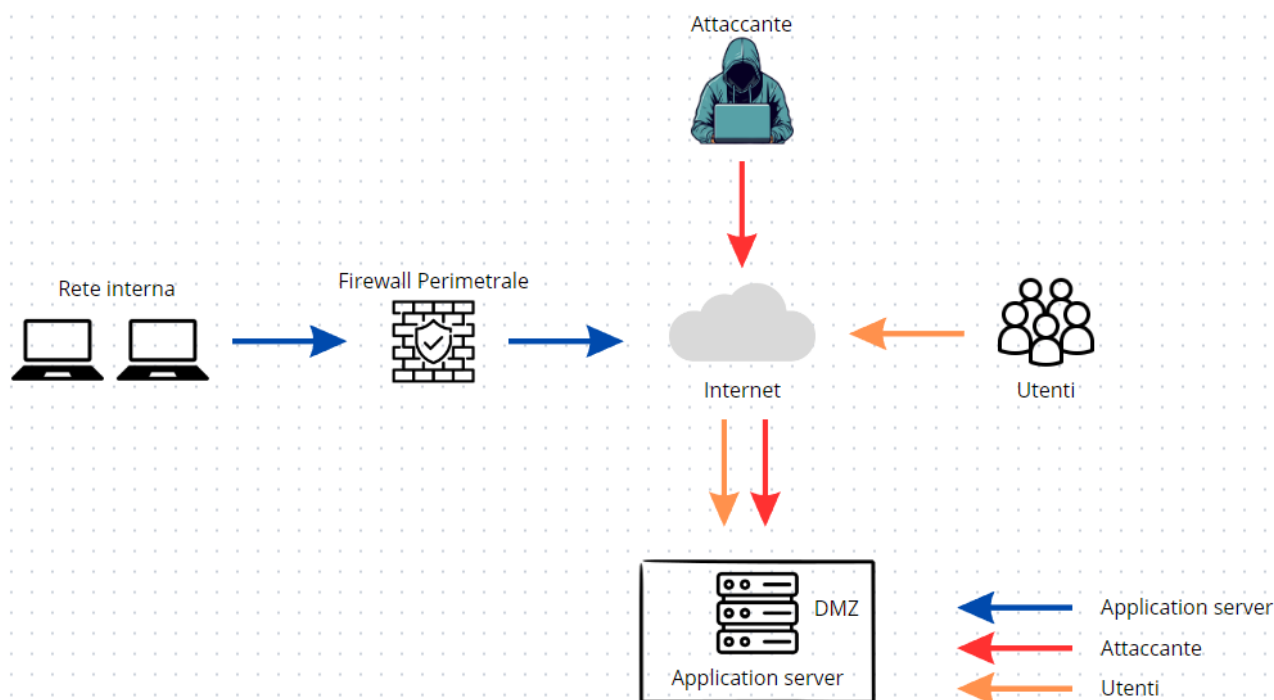 Attaccante
Firewall Perimetrale
Rete interna
Internet
Utenti
DMZ
Application server
Application server
Attaccante
Utenti